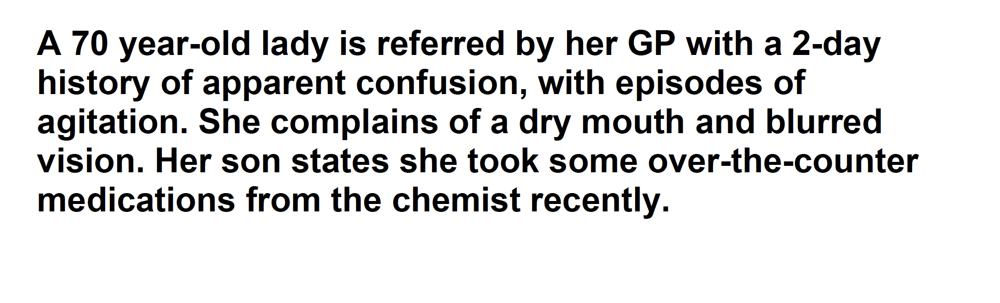 A 70 year-old lady is referred by her GP with a 2-day
history of apparent confusion, with episodes of
agitation. She complains of a dry mouth and blurred
vision. Her son states she took some over-the-counter
medications from the chemist recently.